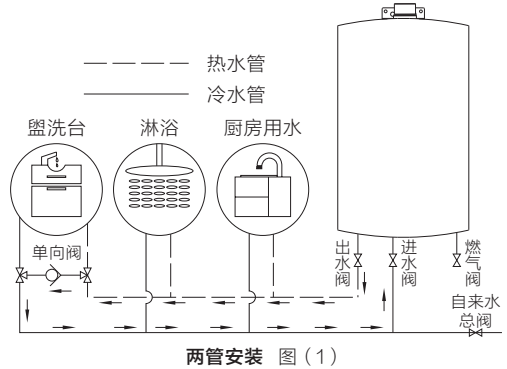 热水管
冷水管
盥洗台
淋浴
厨房用水
单向阀
出水阀
进水阀
燃气阀
自来水
总阀
两管安装 图(1)